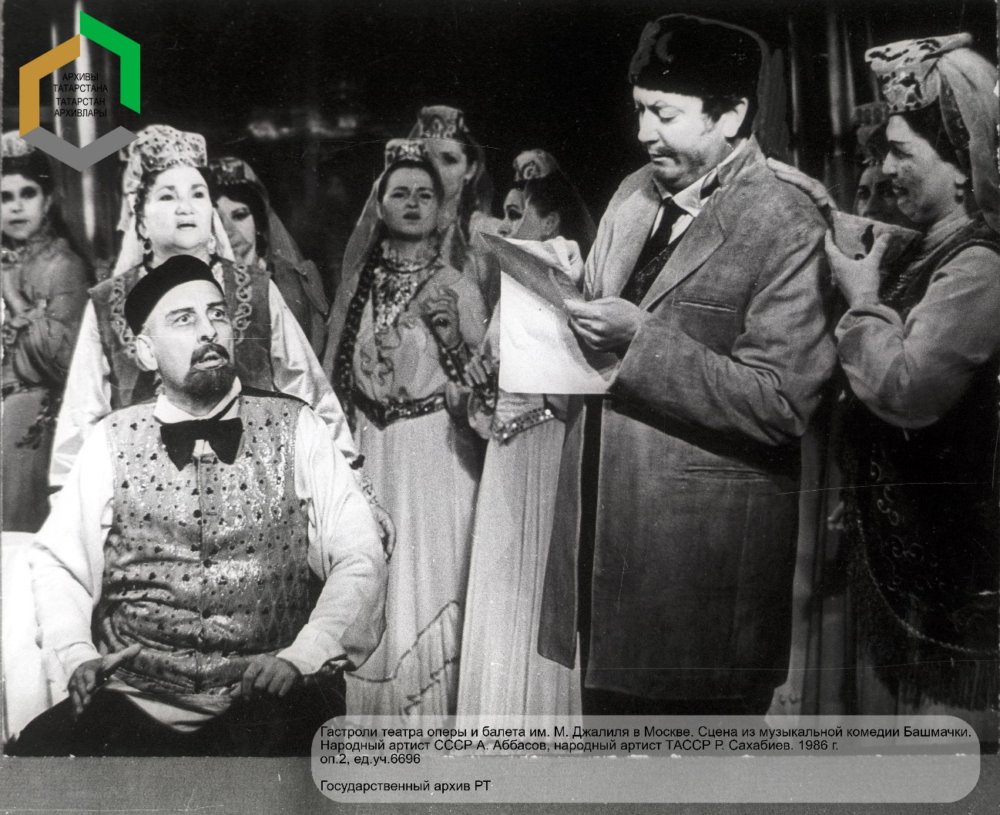 АРХИВЫ
ТАТАРСТАНА
ТАТАРСТАН
АРХИВЛАРЫ
Гастроли театра оперы и балета им. М. Джалиля в Москве. Сцена из музыкальной комедии Башмачки.
Народный артист СССР А. Аббасов, народный артист ТАССР Р. Сахабиев. 1986 г.
оп.2, ед.уч.6696
Государственный архив РТ